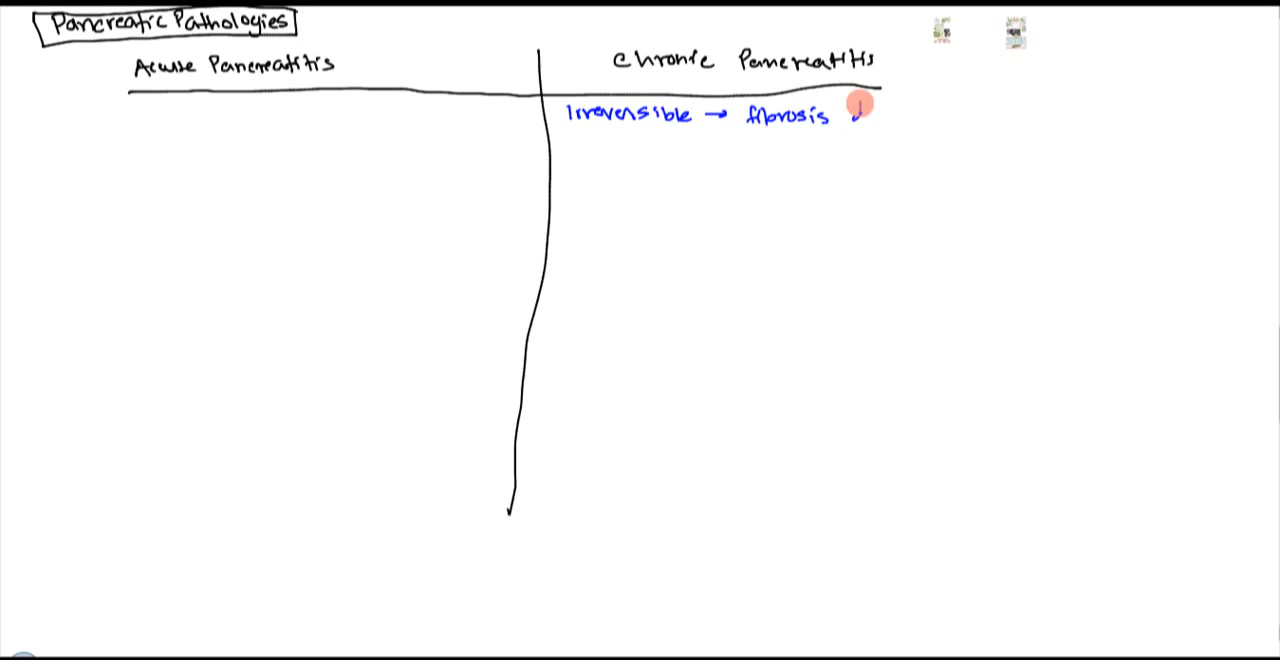 Pancreatic Pathologies
Acute Pancreatitis
Chronic Pancreatitis
Irreversible → fibrosis ↓